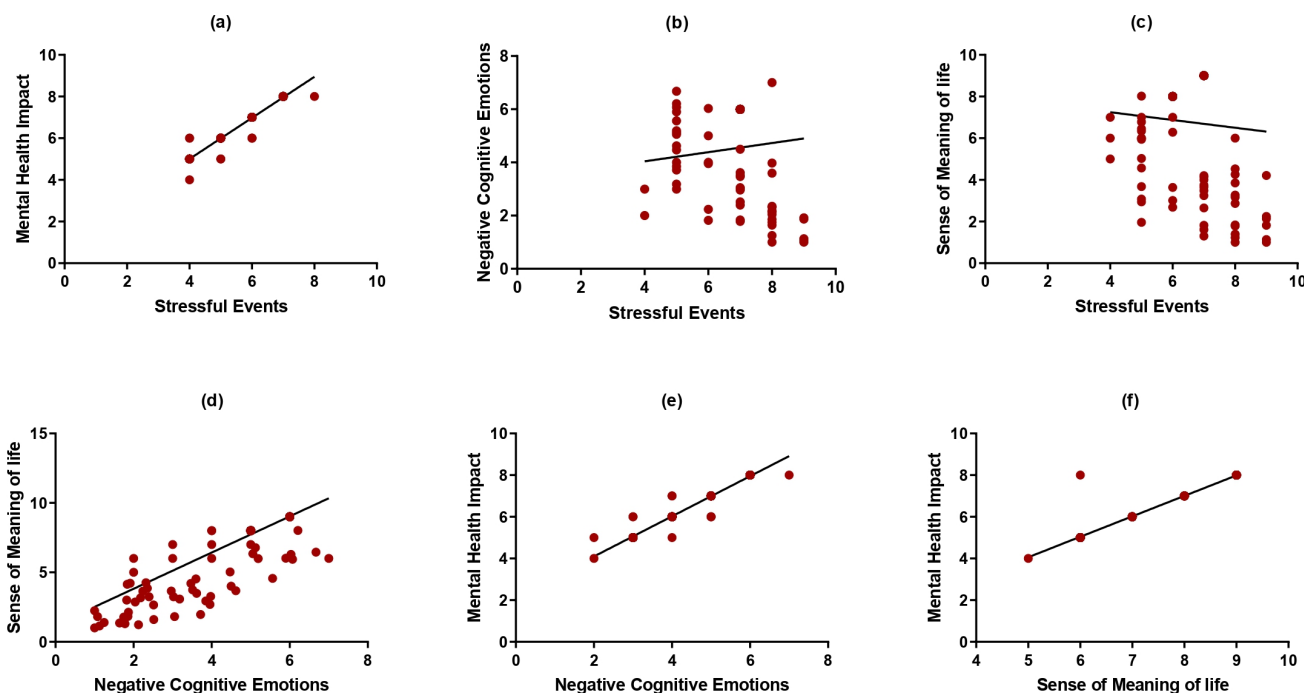 (a)
Mental Health Impact
10
8
6
4
2
0
0 2 4 6 8 10
Stressful Events
(b)
Negative Cognitive Emotions
8
6
4
2
0
0 2 4 6 8 10
Stressful Events
(c)
Sense of Meaning of life
10
8
6
4
2
0
0 2 4 6 8 10
Stressful Events
(d)
Sense of Meaning of life
15
10
5
0
0 2 4 6 8
Negative Cognitive Emotions
(e)
Mental Health Impact
10
8
6
4
2
0
0 2 4 6 8
Negative Cognitive Emotions
(f)
Mental Health Impact
10
8
6
4
2
0
4 5 6 7 8 9 10
Sense of Meaning of life